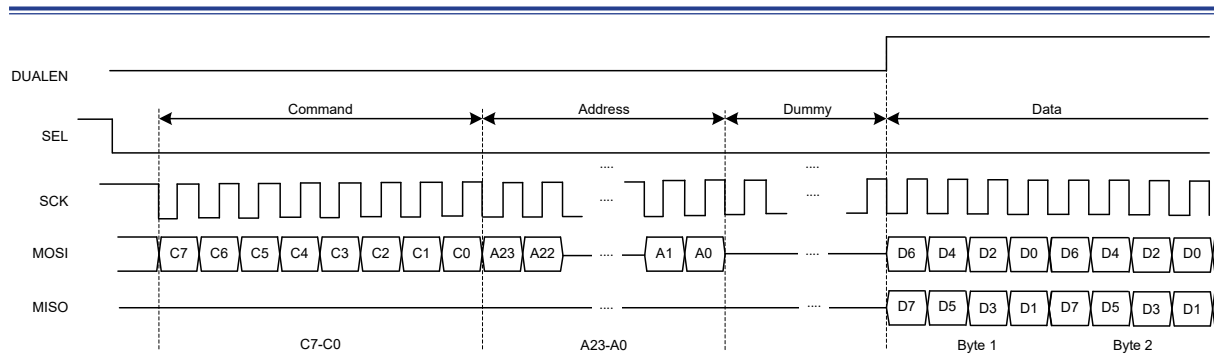 DUALEN
Command Address Dummy Data
SEL
.... ....
SCK .... ....
MOSI C7 C6 C5 C4 C3 C2 C1 C0 A23 A22 .... A1 A0 .... D6 D4 D2 D0 D6 D4 D2 D0
MISO .... .... D7 D5 D3 D1 D7 D5 D3 D1
C7-C0 A23-A0 Byte 1 Byte 2